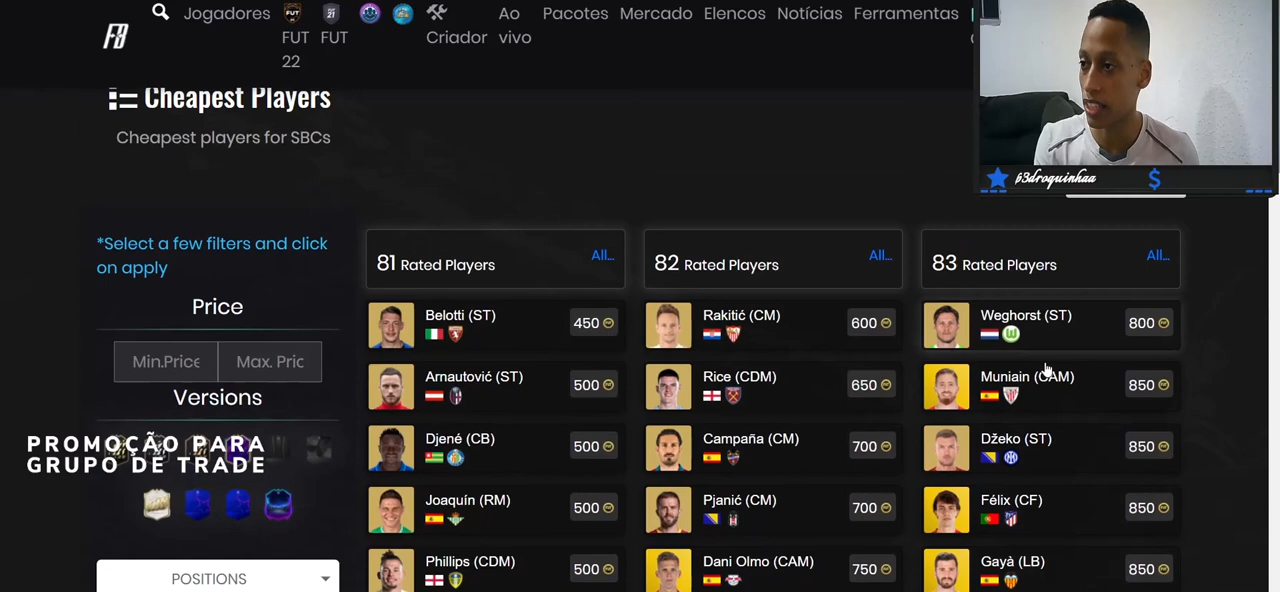 Jogadores
FUT 22
21
FUT
Criador
Ao vivo
Pacotes
Mercado
Elencos
Notícias
Ferramentas
Cheapest Players
Cheapest players for SBCs
p3droquinhaa
$
*Select a few filters and click
on apply
Price
Min.Price
Max. Pric
Versions
PROMOÇÃO PARA
GRUPO DE TRADE
POSITIONS
81 Rated Players All...
Belotti (ST) 450
Arnautović (ST) 500
Djené (CB) 500
Joaquín (RM) 500
Phillips (CDM) 500
82 Rated Players All...
Rakitić (CM) 600
Rice (CDM) 650
Campaña (CM) 700
Pjanić (CM) 700
Dani Olmo (CAM) 750
83 Rated Players All...
Weghorst (ST) 800
Muniain (CAM) 850
Džeko (ST) 850
Félix (CF) 850
Gayà (LB) 850